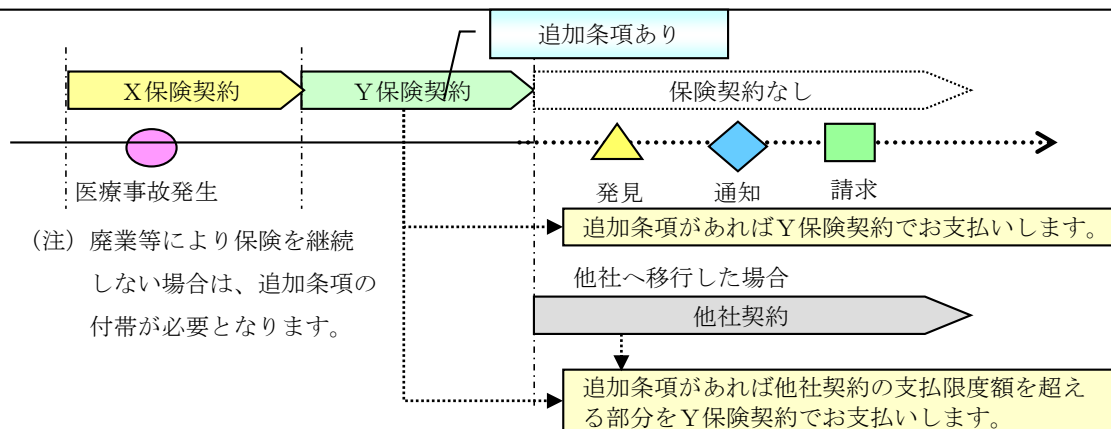 追加条項あり
X保険契約
Y保険契約
保険契約なし
医療事故発生
発見
通知
請求
追加条項があればY保険契約でお支払いします。
（注）廃業等により保険を継続
しない場合は、追加条項の
付帯が必要となります。
他社へ移行した場合
他社契約
追加条項があれば他社契約の支払限度額を超え
る部分をY保険契約でお支払いします。